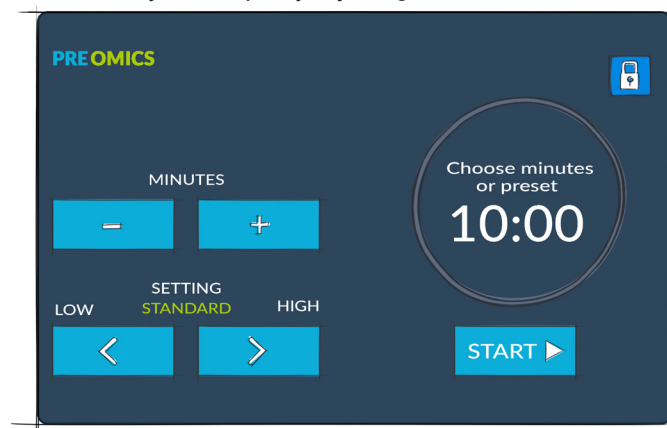 PREOMICS
MINUTES
−
+
SETTING
LOW
STANDARD
HIGH
<
>
Choose minutes
or preset
10:00
START